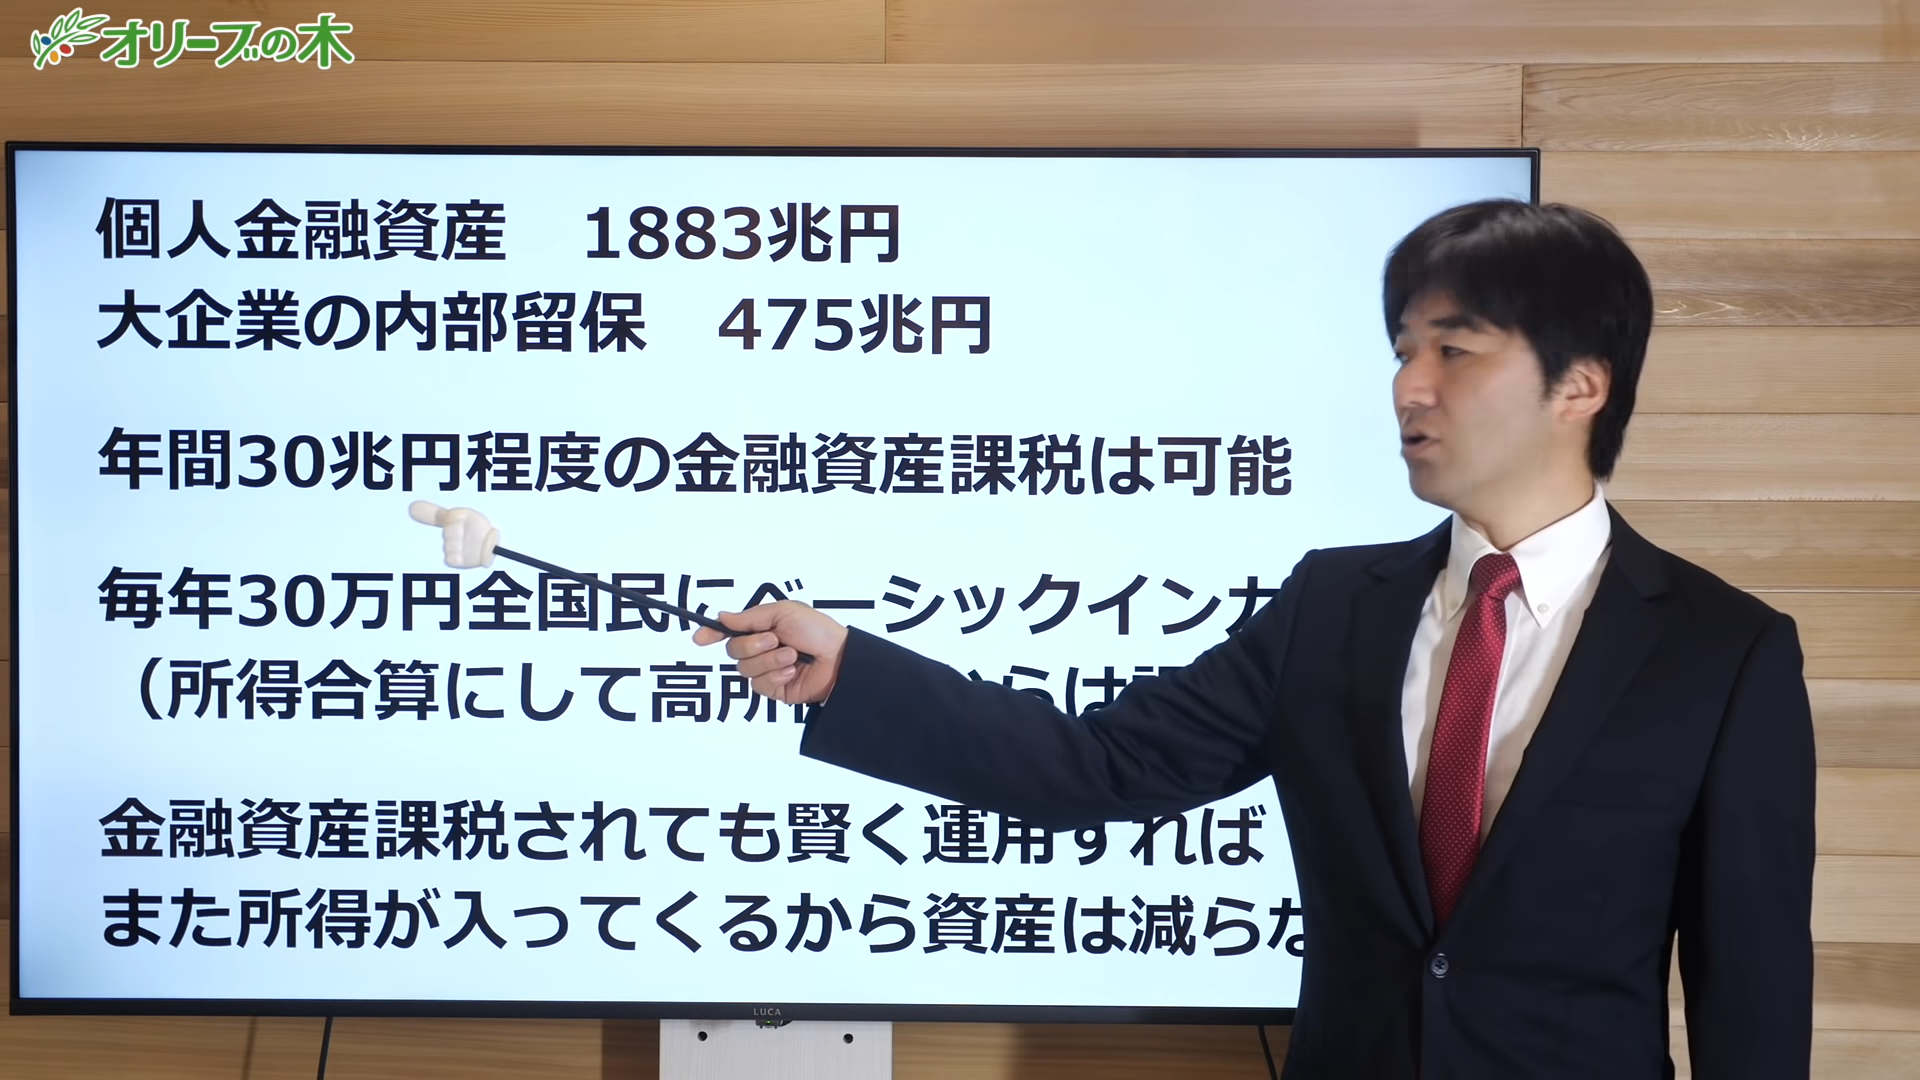 オリーブの木
個人金融資産　1883兆円
大企業の内部留保　475兆円
年間30兆円程度の金融資産課税は可能
毎年30万円全国民にベーシックイン
（所得合算にして高所 らは
金融資産課税されても賢く運用すれば
また所得が入ってくるから資産は減らな
LUCA